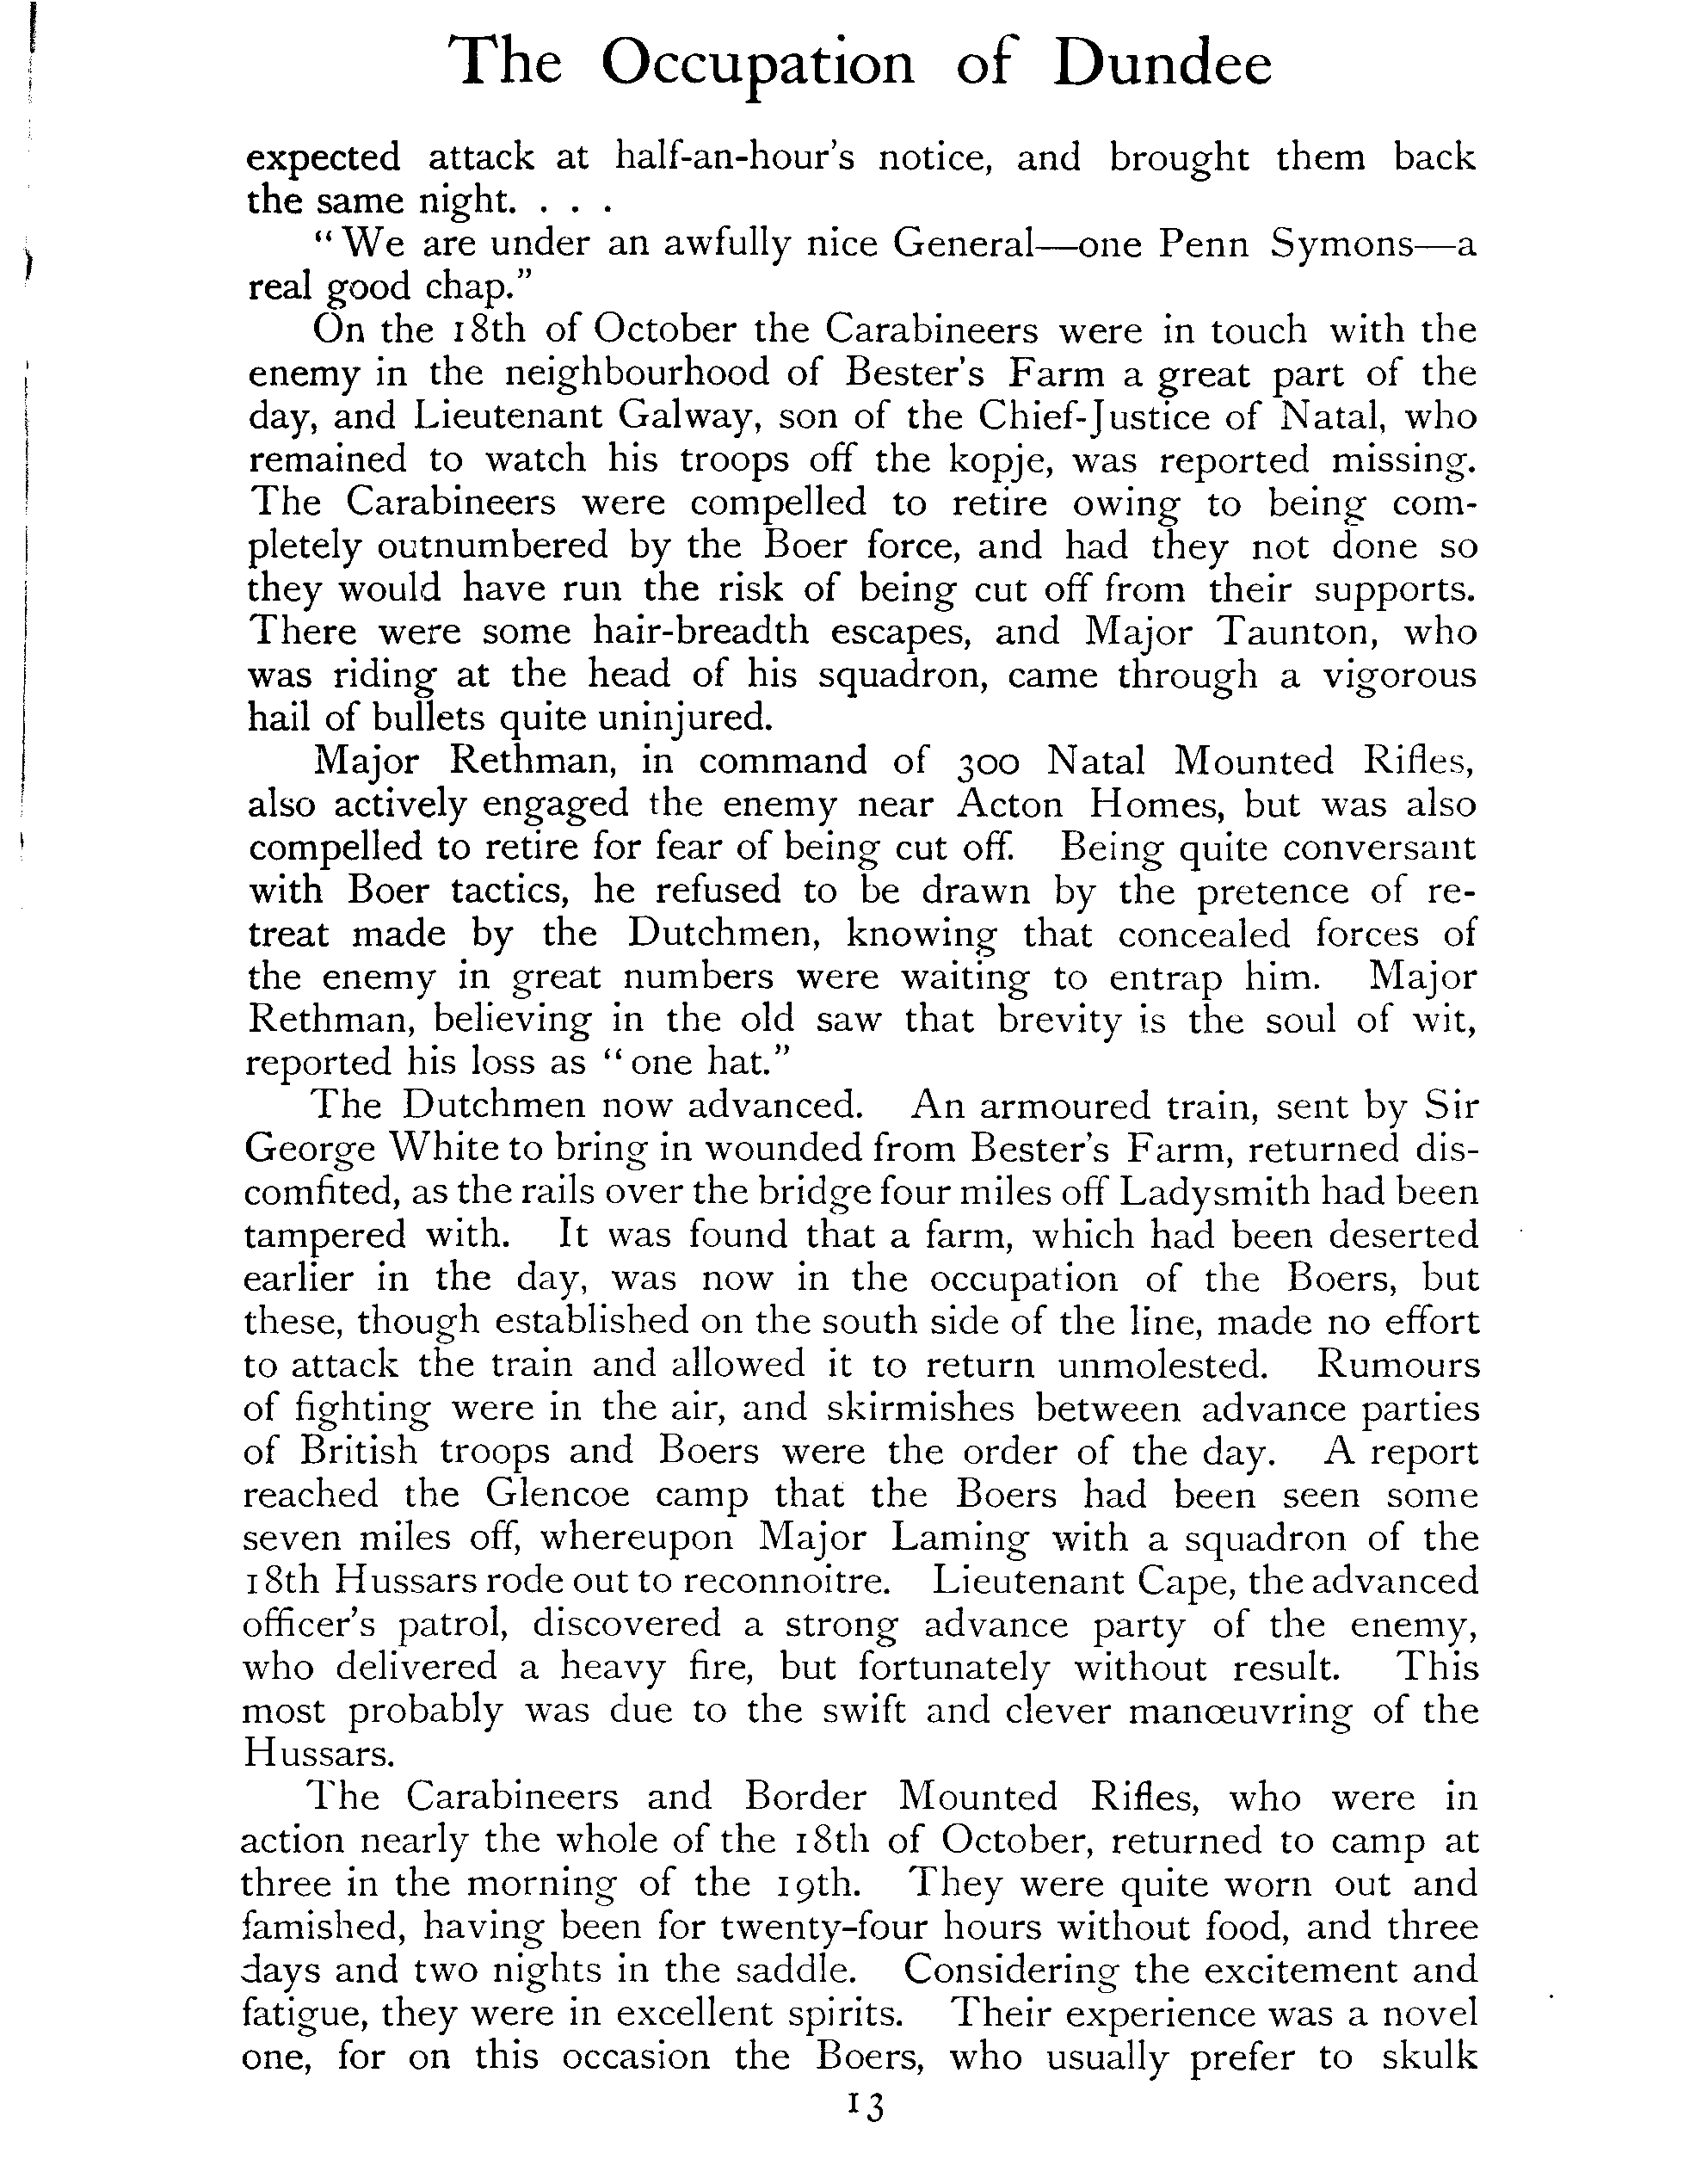 The Occupation of Dundee
expected attack at half-an-hour's notice, and brought them back
the same night. . . .
"We are under an awfully nice General—one Penn Symons—a
real good chap."
On the 18th of October the Carabineers were in touch with the
enemy in the neighbourhood of Bester's Farm a great part of the
day, and Lieutenant Galway, son of the Chief-Justice of Natal, who
remained to watch his troops off the kopje, was reported missing.
The Carabineers were compelled to retire owing to being com-
pletely outnumbered by the Boer force, and had they not done so
they would have run the risk of being cut off from their supports.
There were some hair-breadth escapes, and Major Taunton, who
was riding at the head of his squadron, came through a vigorous
hail of bullets quite uninjured.
Major Rethman, in command of 300 Natal Mounted Rifles,
also actively engaged the enemy near Acton Homes, but was also
compelled to retire for fear of being cut off. Being quite conversant
with Boer tactics, he refused to be drawn by the pretence of re-
treat made by the Dutchmen, knowing that concealed forces of
the enemy in great numbers were waiting to entrap him. Major
Rethman, believing in the old saw that brevity is the soul of wit,
reported his loss as "one hat."
The Dutchmen now advanced. An armoured train, sent by Sir
George White to bring in wounded from Bester's Farm, returned dis-
comfited, as the rails over the bridge four miles off Ladysmith had been
tampered with. It was found that a farm, which had been deserted
earlier in the day, was now in the occupation of the Boers, but
these, though established on the south side of the line, made no effort
to attack the train and allowed it to return unmolested. Rumours
of fighting were in the air, and skirmishes between advance parties
of British troops and Boers were the order of the day. A report
reached the Glencoe camp that the Boers had been seen some
seven miles off, whereupon Major Laming with a squadron of the
18th Hussars rode out to reconnoitre. Lieutenant Cape, the advanced
officer's patrol, discovered a strong advance party of the enemy,
who delivered a heavy fire, but fortunately without result. This
most probably was due to the swift and clever manœuvring of the
Hussars.
The Carabineers and Border Mounted Rifles, who were in
action nearly the whole of the 18th of October, returned to camp at
three in the morning of the 19th. They were quite worn out and
famished, having been for twenty-four hours without food, and three
days and two nights in the saddle. Considering the excitement and
fatigue, they were in excellent spirits. Their experience was a novel
one, for on this occasion the Boers, who usually prefer to skulk
13